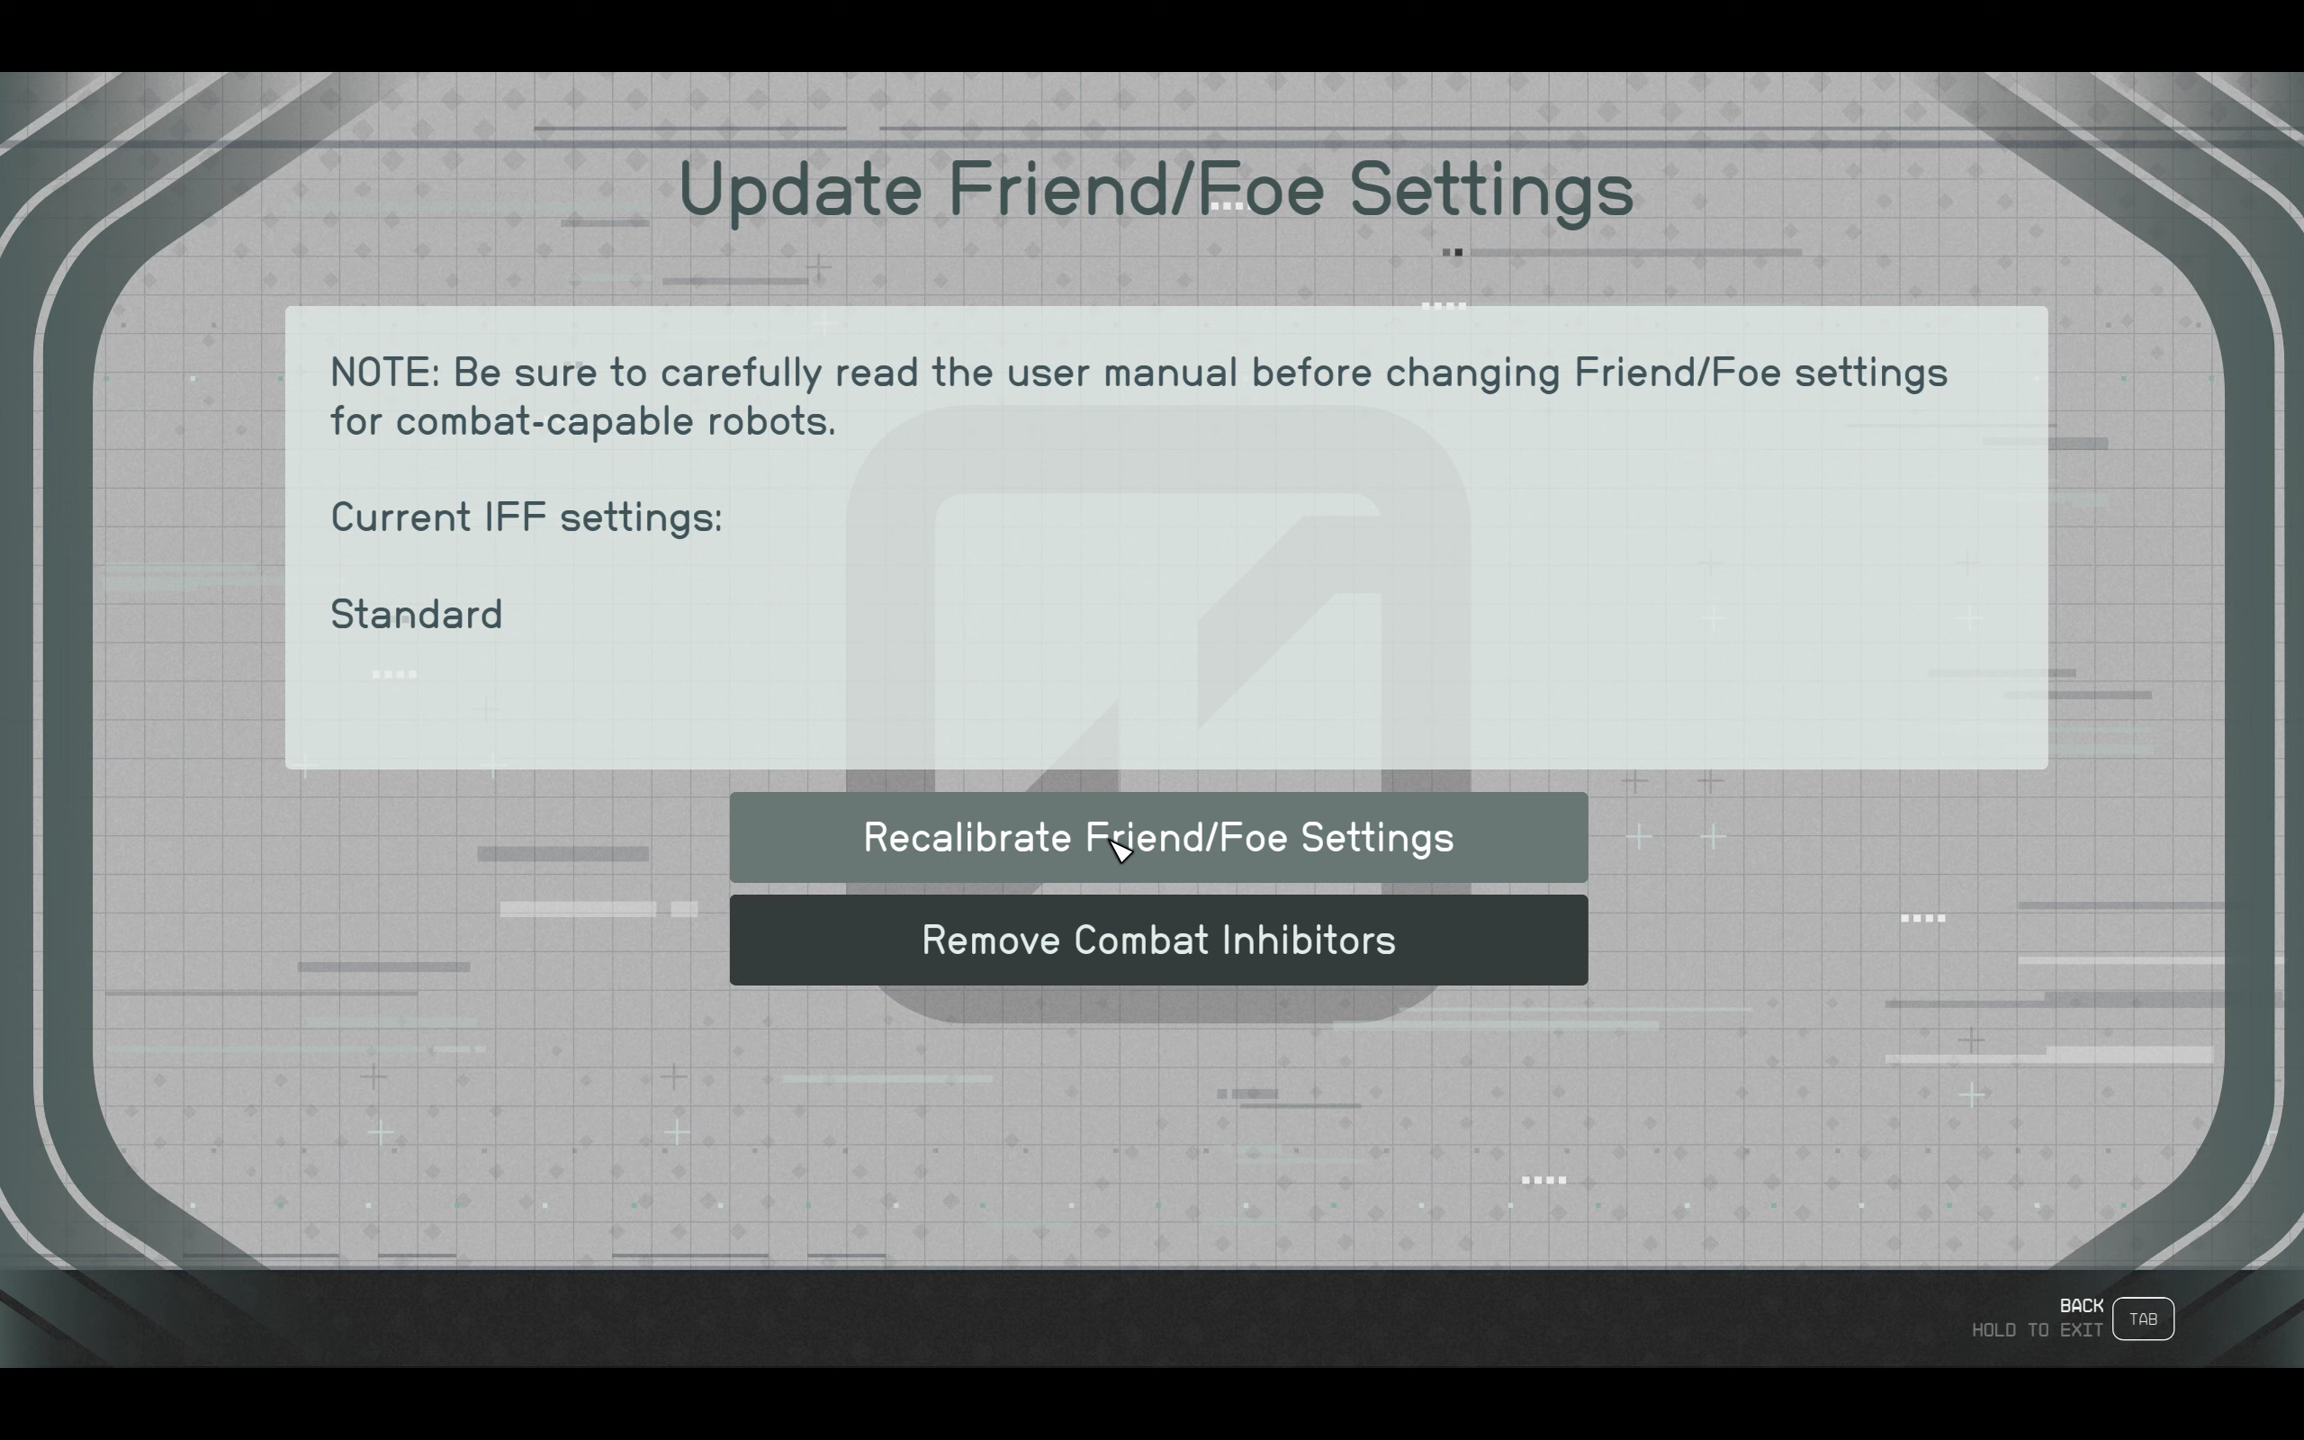 Update Friend/Foe Settings
NOTE: Be sure to carefully read the user manual before changing Friend/Foe settings
for combat-capable robots.
Current IFF settings:
Standard
Recalibrate Friend/Foe Settings
Remove Combat Inhibitors
BACK
HOLD TO EXIT
TAB